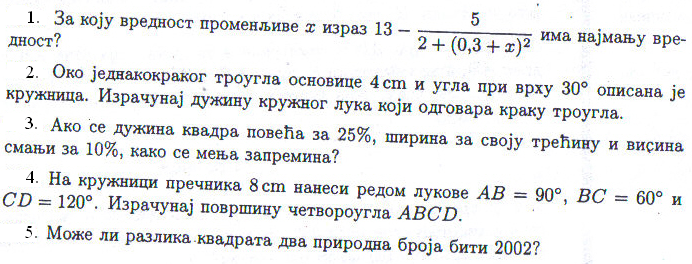 1. За коју вредност променљиве x израз 13 − 5/(2 + (0,3 + x)²) има најмању вре-
дност?
2. Око једнакокраког троугла основице 4 cm и угла при врху 30° описана је
кружница. Израчунај дужину кружног лука који одговара краку троугла.
3. Ако се дужина квадра повећа за 25%, ширина за своју трећину и висина
смањи за 10%, како се мења запремина?
4. На кружници пречника 8 cm нанеси редом лукове AB = 90°, BC = 60° и
CD = 120°. Израчунај површину четвороугла ABCD.
5. Може ли разлика квадрата два природна броја бити 2002?